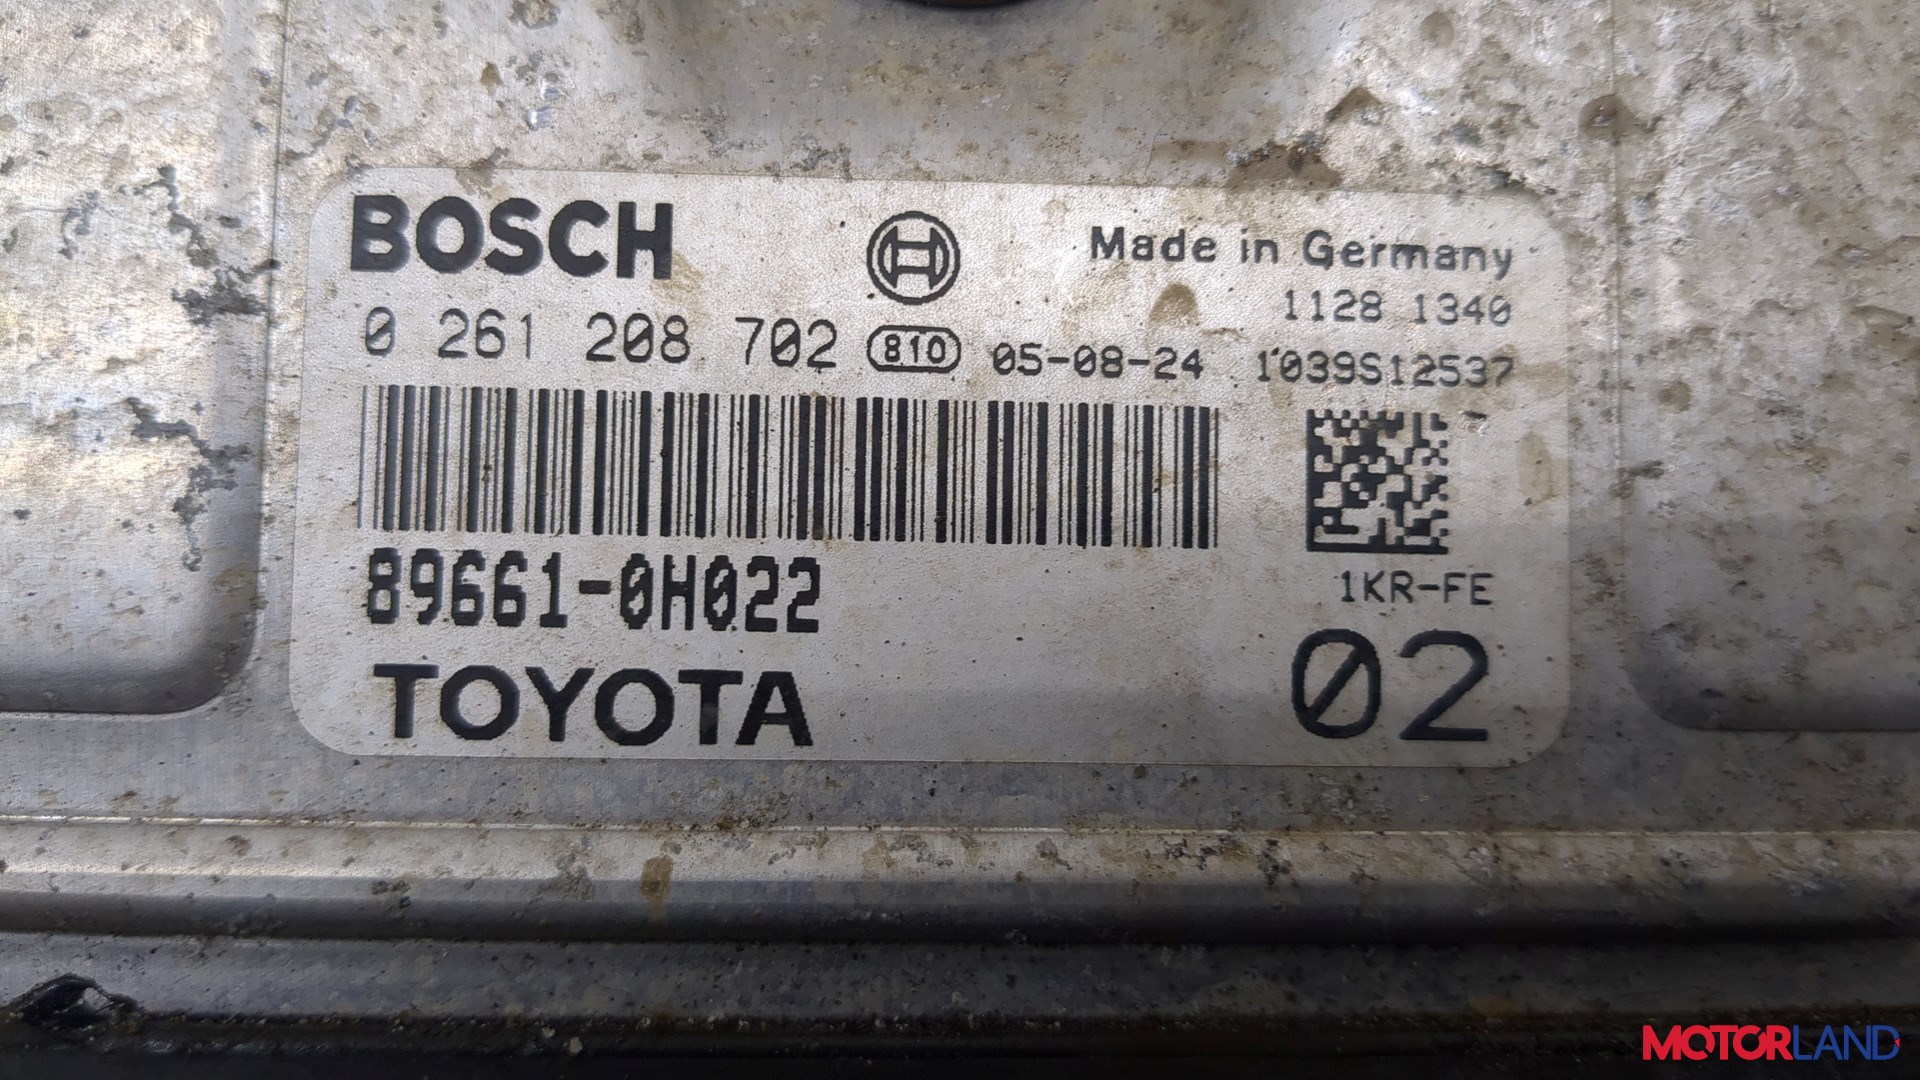 BOSCH
Made in Germany
1128 1340
0 261 208 702 810 05-08-24 1039S12537
89661-0H022
1KR-FE
TOYOTA
02
MOTORLAND